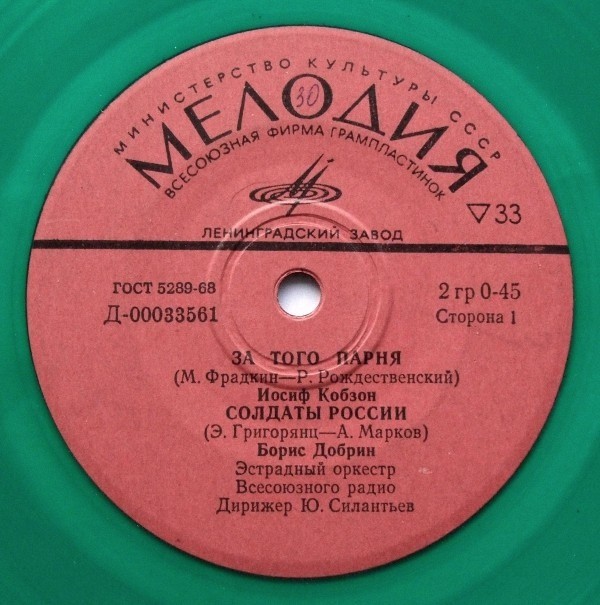 МИНИСТЕРСТВО КУЛЬТУРЫ СССР
МЕЛОДИЯ
30
ВСЕСОЮЗНАЯ ФИРМА ГРАМПЛАСТИНОК
▽33
ЛЕНИНГРАДСКИЙ ЗАВОД
ГОСТ 5289-68
2 гр 0-45
Д-00033561
Сторона 1
ЗА ТОГО ПАРНЯ
(М. Фрадкин—Р. Рождественский)
Иосиф Кобзон
СОЛДАТЫ РОССИИ
(Э. Григорянц—А. Марков)
Борис Добрин
Эстрадный оркестр
Всесоюзного радио
Дирижер Ю. Силантьев